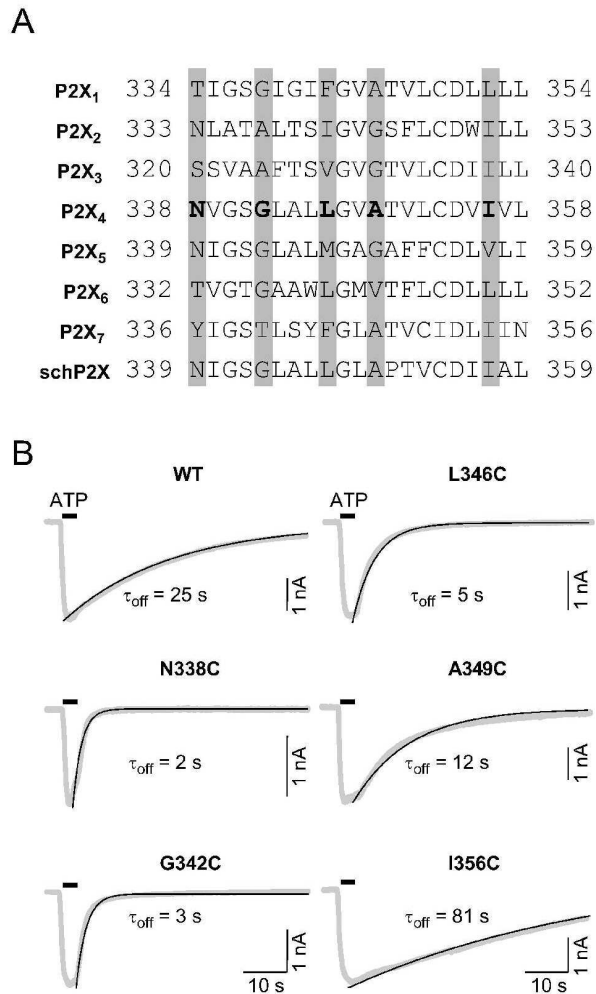 A
P2X1 334 TIGSGIGIFGVATVLCDLLLL 354
P2X2 333 NLATALTSIGVGSFLCDWILL 353
P2X3 320 SSVAAFTSVGVGTVLCDIILL 340
P2X4 338 NVGSGLALLGVATVLCDVIVL 358
P2X5 339 NIGSGLALMGAGAFFCDLVLI 359
P2X6 332 TVGTGAAWLGMVTFLCDLLLL 352
P2X7 336 YIGSTLSYFGLATVCIDLIIN 356
schP2X 339 NIGSGLALLGLAPTVCDIIAL 359
B
WT L346C
ATP ATP
τoff = 25 s 1 nA τoff = 5 s 1 nA
N338C A349C
τoff = 2 s 1 nA τoff = 12 s 1 nA
G342C I356C
τoff = 3 s 1 nA τoff = 81 s 1 nA
10 s 10 s